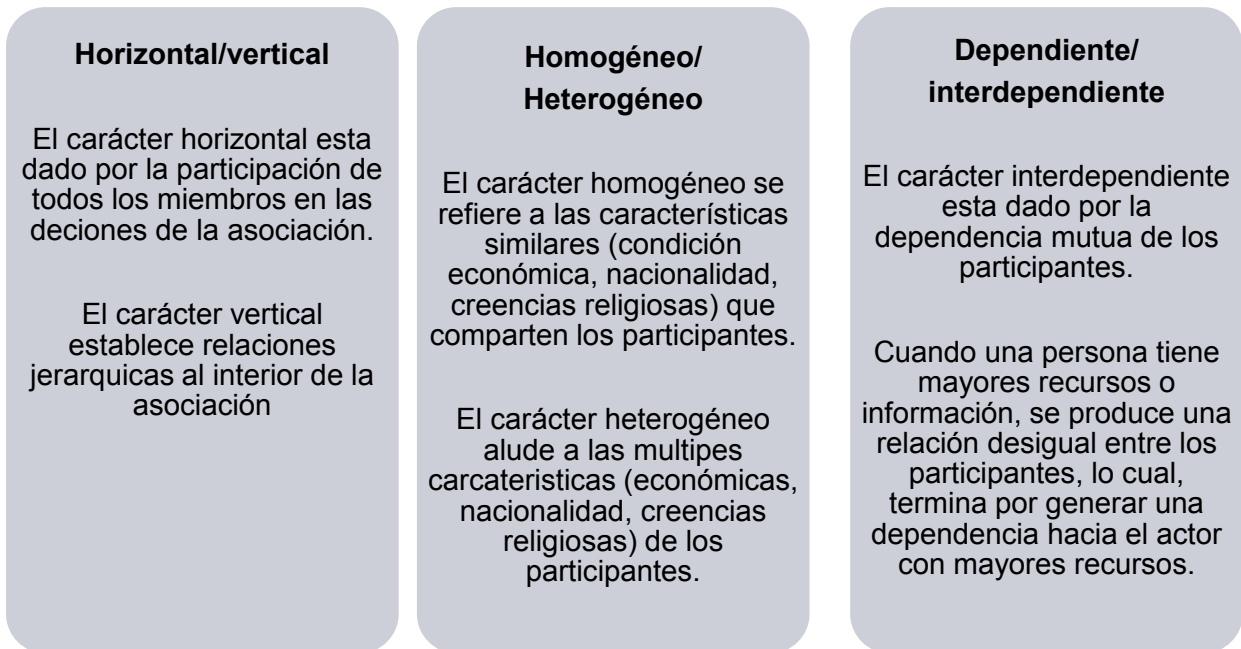 Horizontal/vertical
El carácter horizontal esta
dado por la participación de
todos los miembros en las
deciones de la asociación.
El carácter vertical
establece relaciones
jerarquicas al interior de la
asociación
Homogéneo/
Heterogéneo
El carácter homogéneo se
refiere a las características
similares (condición
económica, nacionalidad,
creencias religiosas) que
comparten los participantes.
El carácter heterogéneo
alude a las multipes
carcateristicas (económicas,
nacionalidad, creencias
religiosas) de los
participantes.
Dependiente/
interdependiente
El carácter interdependiente
esta dado por la
dependencia mutua de los
participantes.
Cuando una persona tiene
mayores recursos o
información, se produce una
relación desigual entre los
participantes, lo cual,
termina por generar una
dependencia hacia el actor
con mayores recursos.